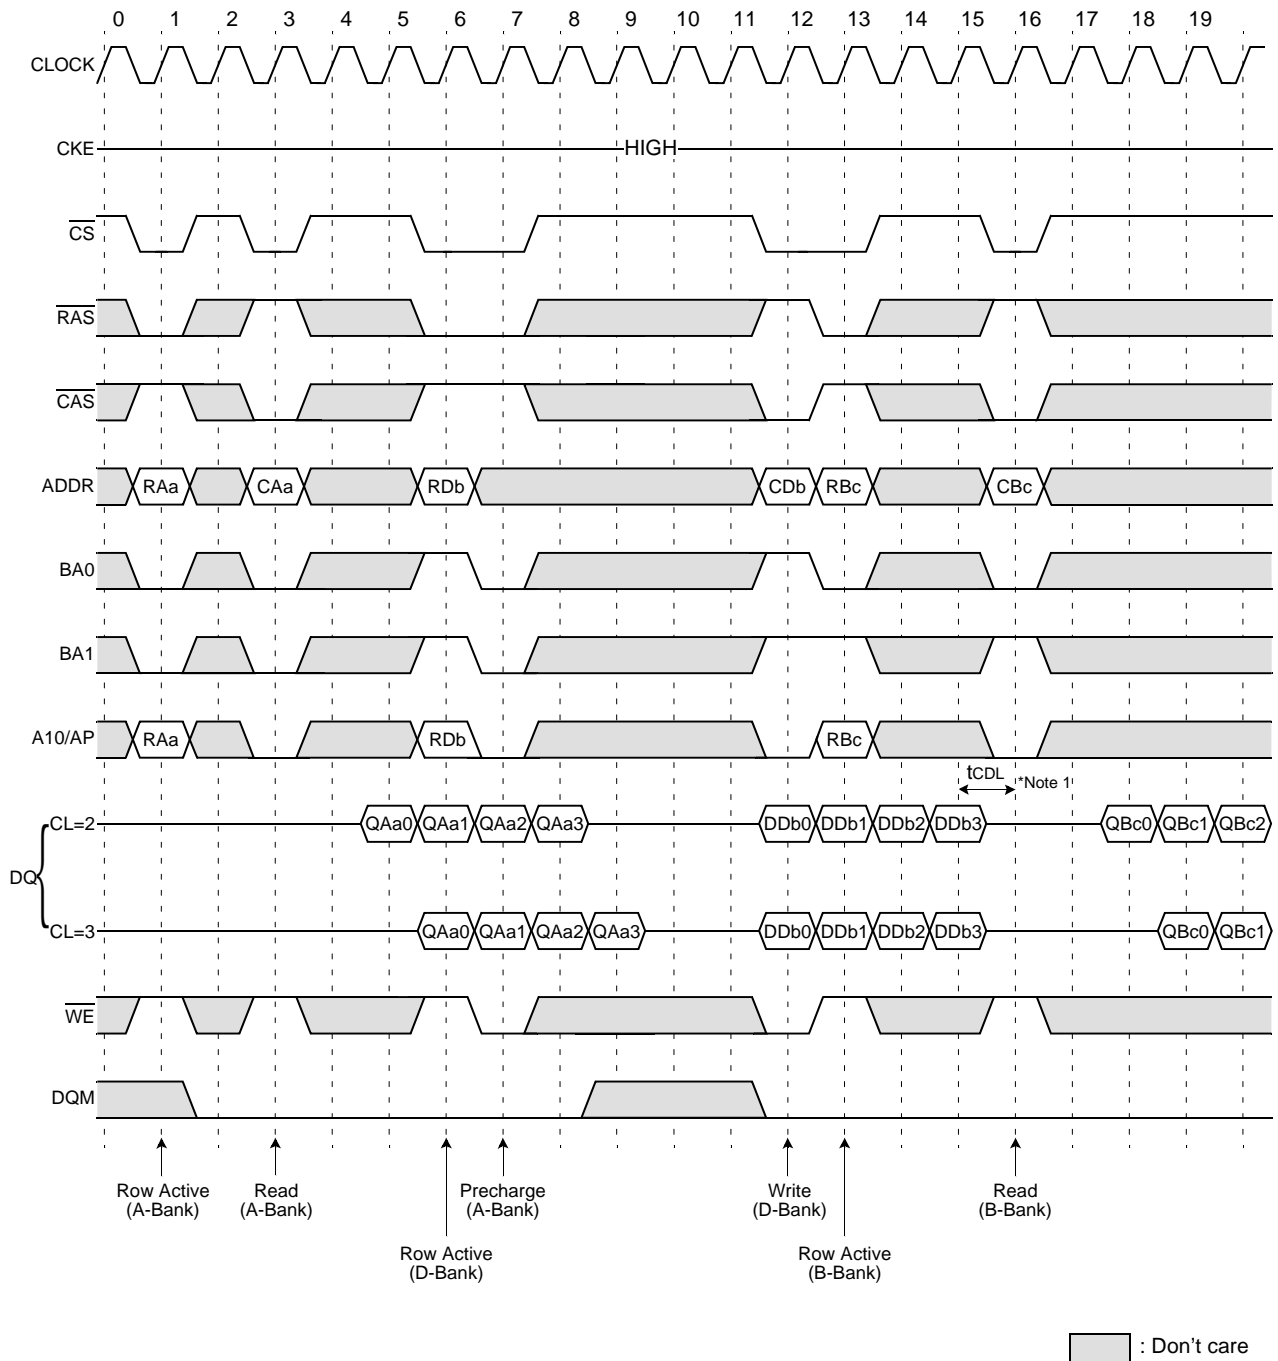 0 1 2 3 4 5 6 7 8 9 10 11 12 13 14 15 16 17 18 19
CLOCK
CKE HIGH
CS
RAS
CAS
ADDR RAa CAa RDb CDb RBc CBc
BA0
BA1
A10/AP RAa RDb RBc
tCDL *Note 1
CL=2 QAa0 QAa1 QAa2 QAa3 DDb0 DDb1 DDb2 DDb3 QBc0 QBc1 QBc2
DQ
CL=3 QAa0 QAa1 QAa2 QAa3 DDb0 DDb1 DDb2 DDb3 QBc0 QBc1
WE
DQM
Row Active
(A-Bank)
Read
(A-Bank)
Precharge
(A-Bank)
Write
(D-Bank)
Read
(B-Bank)
Row Active
(D-Bank)
Row Active
(B-Bank)
: Don't care